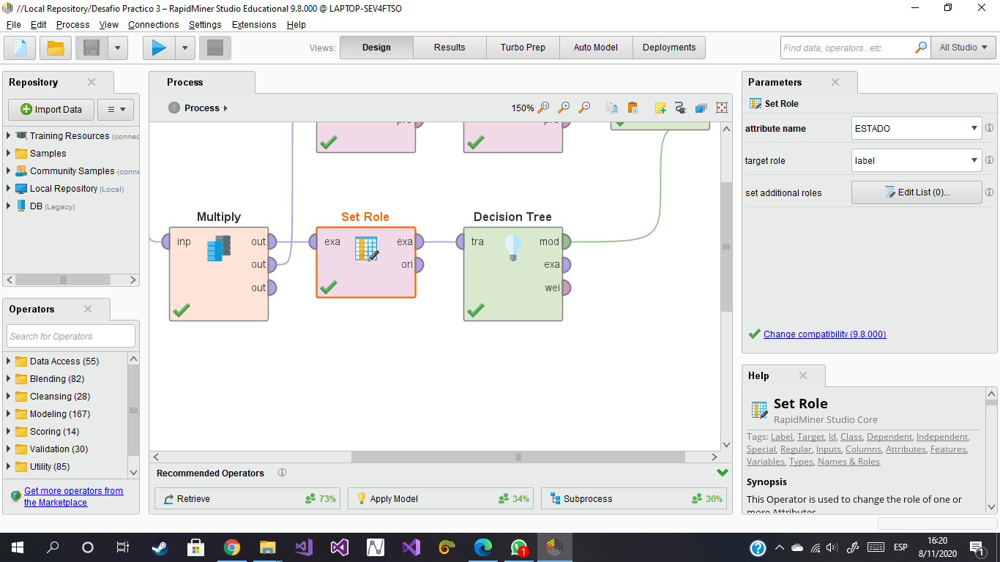 //Local Repository/Desafio Practico 3 – RapidMiner Studio Educational 9.8.000 @ LAPTOP-SEV4FTSO
File Edit Process View Connections Settings Extensions Help
Views: Design Results Turbo Prep Auto Model Deployments
Find data, operators...etc
All Studio
Repository
Import Data
Training Resources (connec
Samples
Community Samples (conne
Local Repository (Local)
DB (Legacy)
Operators
Search for Operators
Data Access (55)
Blending (82)
Cleansing (28)
Modeling (167)
Scoring (14)
Validation (30)
Utility (85)
Get more operators from
the Marketplace
Process
Process
150%
Multiply
inp out
out
out
Set Role
exa exa
ori
Decision Tree
tra mod
exa
wei
Recommended Operators
Retrieve 73%
Apply Model 34%
Subprocess 30%
Parameters
Set Role
attribute name ESTADO
target role label
set additional roles Edit List (0)...
Change compatibility (9.8.000)
Help
Set Role
RapidMiner Studio Core
Tags: Label, Target, Id, Class, Dependent, Independent,
Special, Regular, Inputs, Columns, Attributes, Features,
Variables, Types, Names & Roles
Synopsis
This Operator is used to change the role of one or
more Attributes
1
ESP
16:20
8/11/2020
1